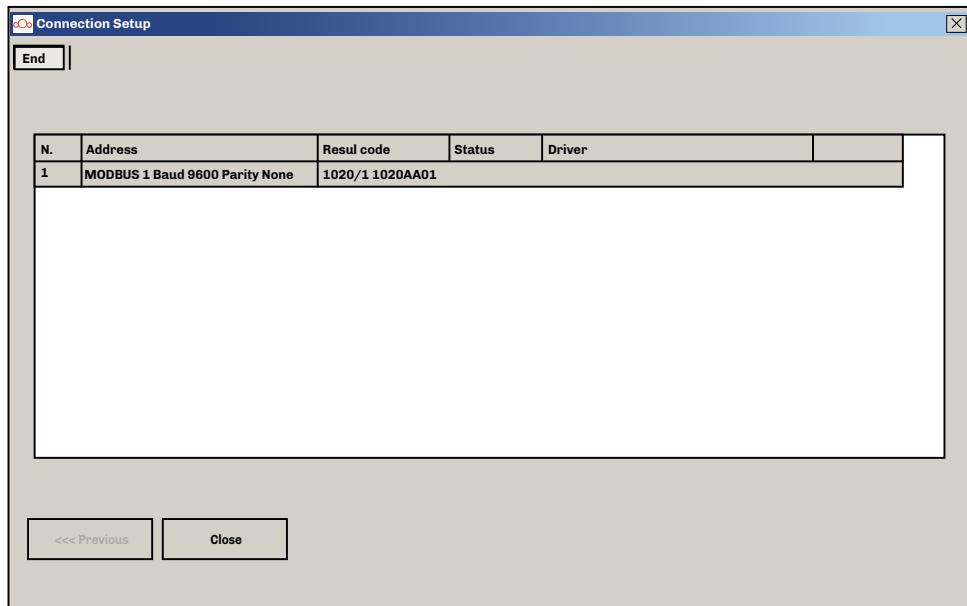 Connection Setup
End
N. Address Resul code Status Driver
1 MODBUS 1 Baud 9600 Parity None 1020/1 1020AA01
<<< Previous Close